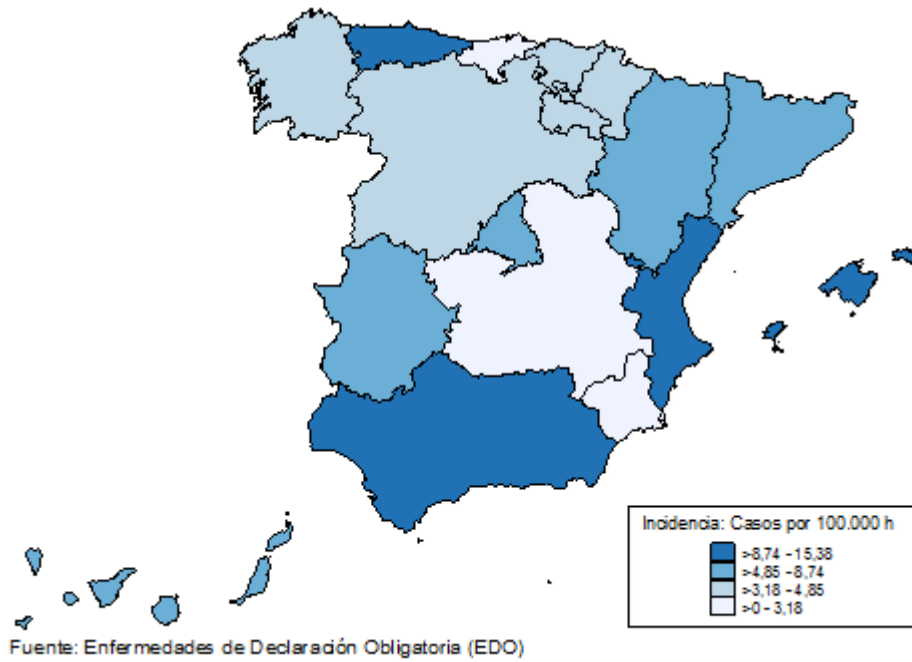 Incidencia: Casos por 100.000 h
>8,74 - 15,38
>4,85 - 8,74
>3,18 - 4,85
>0 - 3,18
Fuente: Enfermedades de Declaración Obligatoria (EDO)